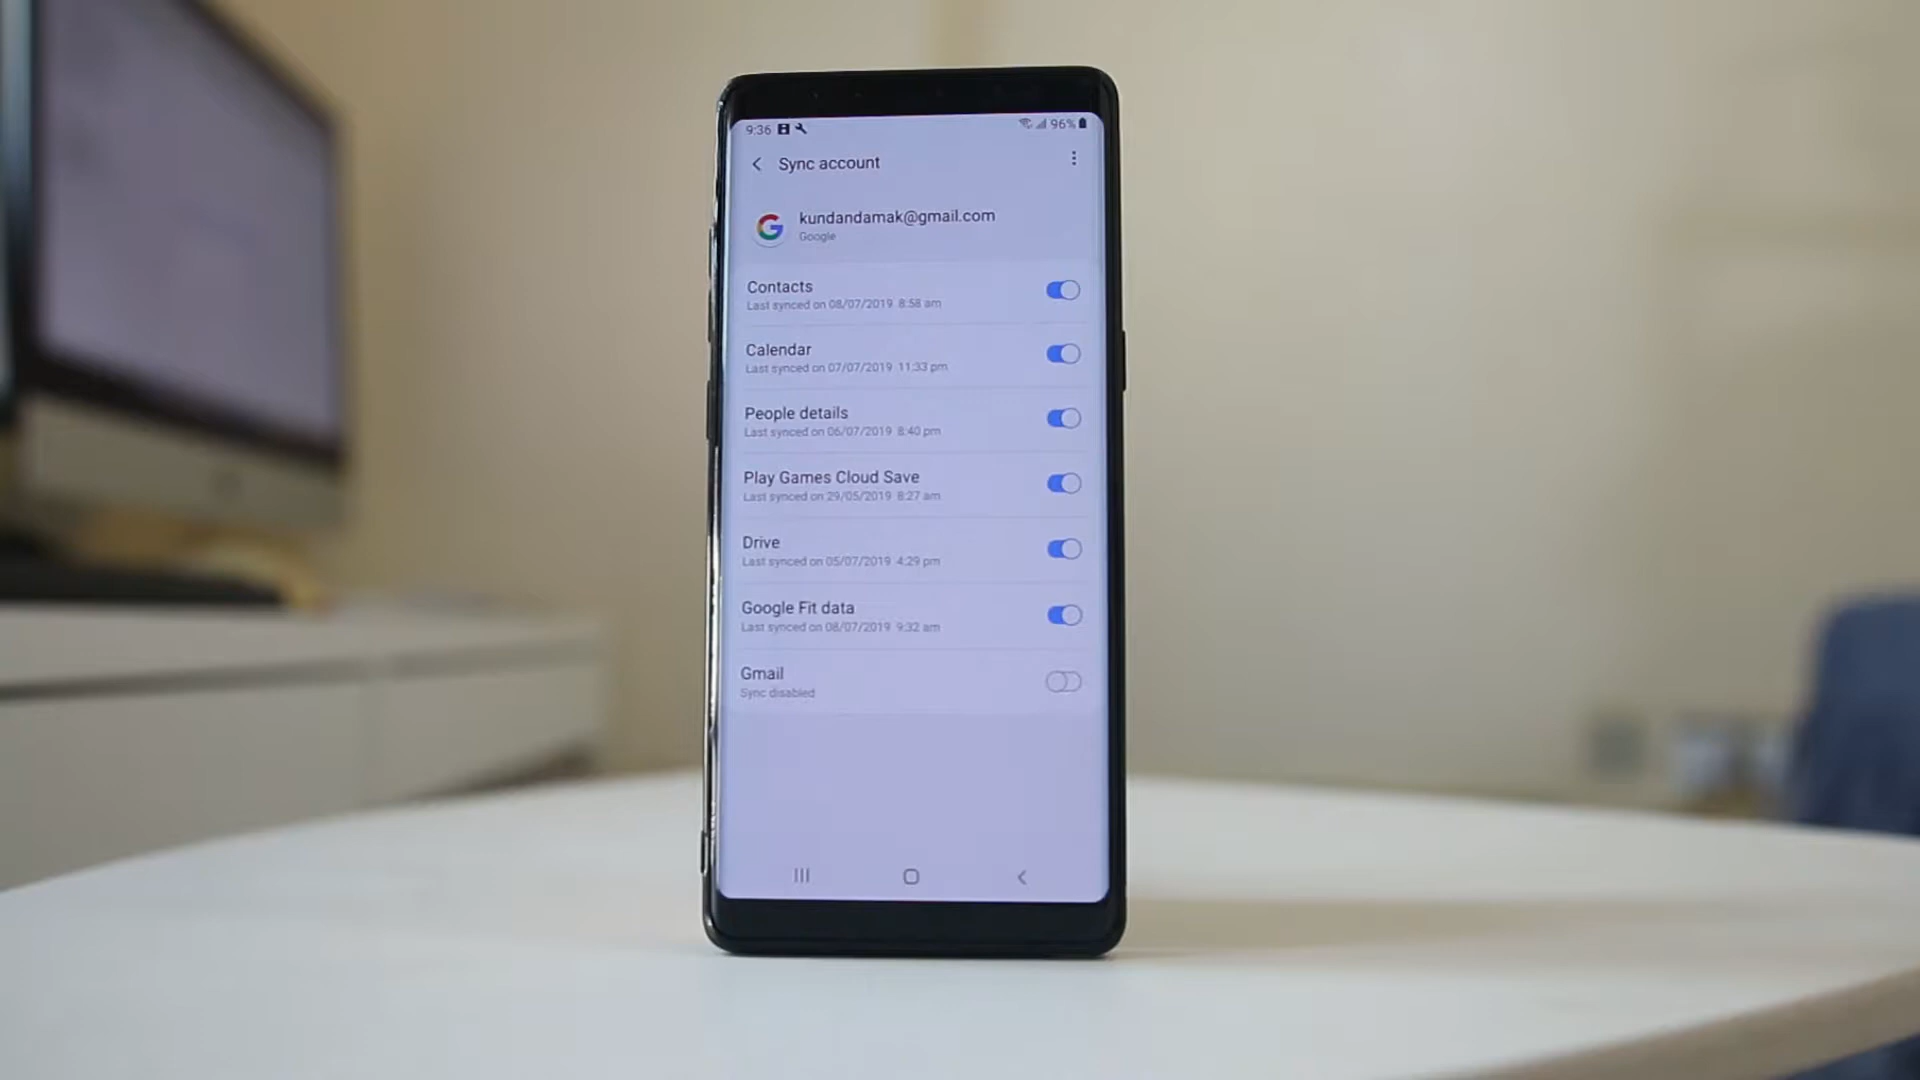 9:36 96%
Sync account
kundandamak@gmail.com
Google
Contacts
Last synced on 08/07/2019 8:58 am
Calendar
Last synced on 07/07/2019 11:33 pm
People details
Last synced on 06/07/2019 8:40 pm
Play Games Cloud Save
Last synced on 29/05/2019 8:27 am
Drive
Last synced on 05/07/2019 4:29 pm
Google Fit data
Last synced on 08/07/2019 9:32 am
Gmail
Sync disabled